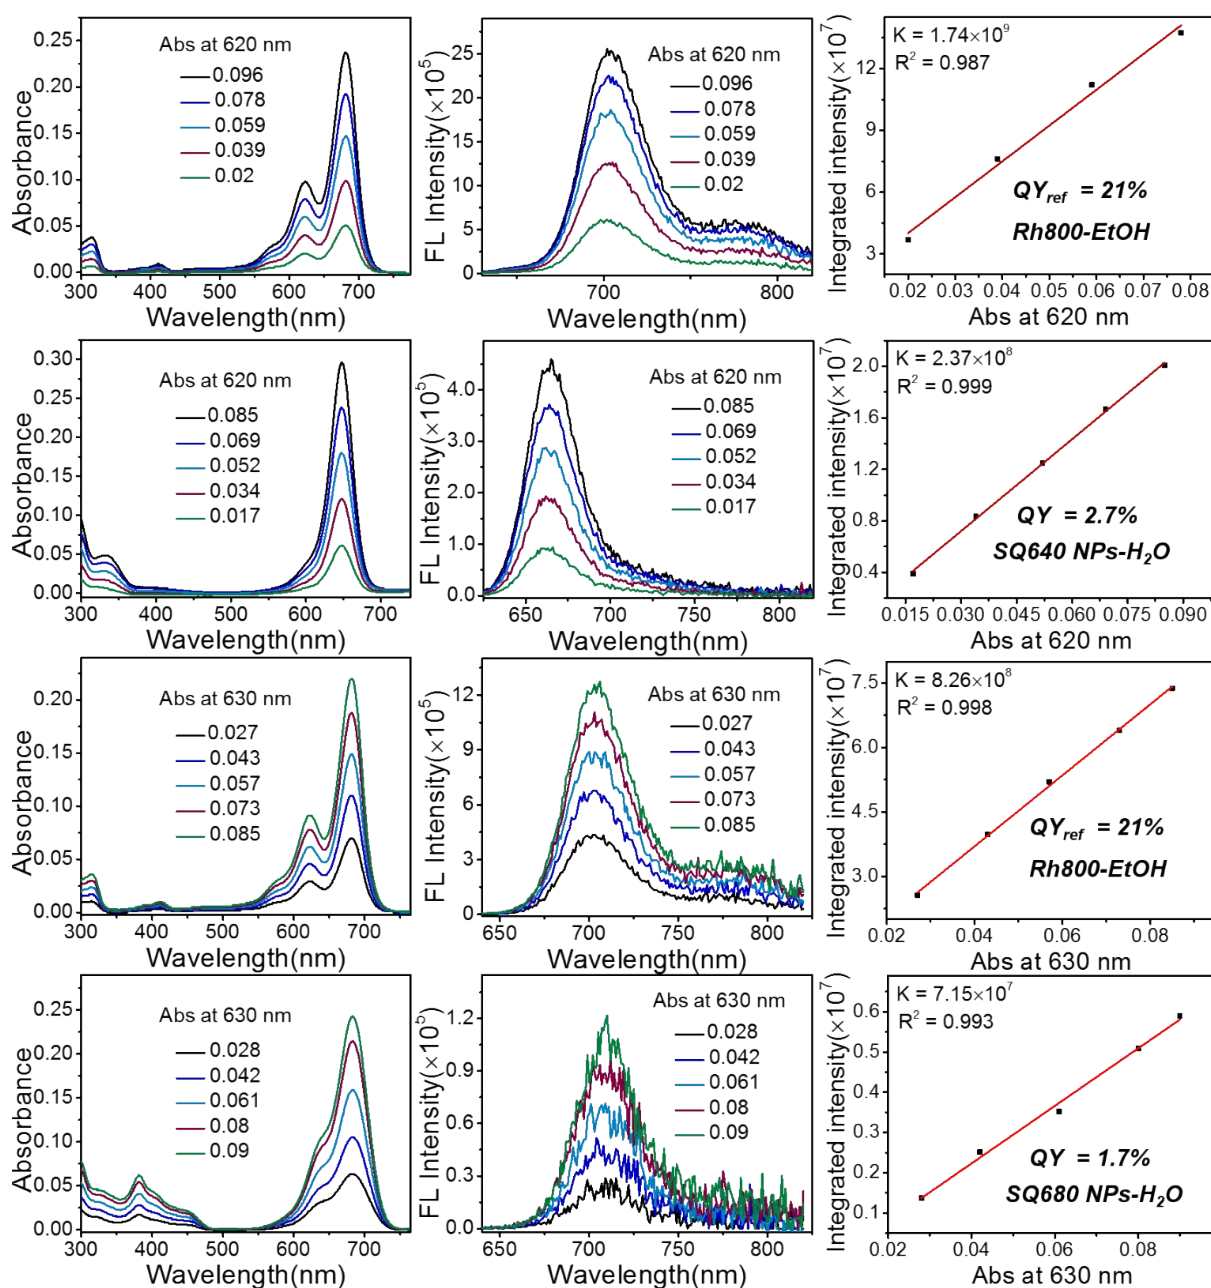 Absorbance
0.25
0.20
0.15
0.10
0.05
0.00
Abs at 620 nm
0.096
0.078
0.059
0.039
0.02
300 400 500 600 700
Wavelength(nm)
FL Intensity(×10⁵)
25
20
15
10
5
0
Abs at 620 nm
0.096
0.078
0.059
0.039
0.02
700 800
Wavelength(nm)
Integrated intensity(×10⁷)
12
9
6
3
K = 1.74×10⁹
R² = 0.987
QYref = 21%
Rh800-EtOH
0.02 0.03 0.04 0.05 0.06 0.07 0.08
Abs at 620 nm
Absorbance
0.30
0.25
0.20
0.15
0.10
0.05
0.00
Abs at 620 nm
0.085
0.069
0.052
0.034
0.017
300 400 500 600 700
Wavelength(nm)
FL Intensity(×10⁵)
4.0
3.0
2.0
1.0
0.0
Abs at 620 nm
0.085
0.069
0.052
0.034
0.017
650 700 750 800
Wavelength(nm)
Integrated intensity(×10⁷)
2.0
1.6
1.2
0.8
0.4
K = 2.37×10⁸
R² = 0.999
QY = 2.7%
SQ640 NPs-H₂O
0.015 0.030 0.045 0.060 0.075 0.090
Abs at 620 nm
Absorbance
0.20
0.15
0.10
0.05
0.00
Abs at 630 nm
0.027
0.043
0.057
0.073
0.085
300 400 500 600 700
Wavelength(nm)
FL Intensity(×10⁵)
12
9
6
3
0
Abs at 630 nm
0.027
0.043
0.057
0.073
0.085
650 700 750 800
Wavelength(nm)
Integrated intensity(×10⁷)
7.5
6.0
4.5
3.0
K = 8.26×10⁸
R² = 0.998
QYref = 21%
Rh800-EtOH
0.02 0.04 0.06 0.08
Abs at 630 nm
Absorbance
0.25
0.20
0.15
0.10
0.05
0.00
Abs at 630 nm
0.028
0.042
0.061
0.08
0.09
300 400 500 600 700
Wavelength(nm)
FL Intensity(×10⁵)
1.2
0.9
0.6
0.3
0.0
Abs at 630 nm
0.028
0.042
0.061
0.08
0.09
640 680 720 760 800
Wavelength(nm)
Integrated intensity(×10⁷)
0.6
0.5
0.4
0.3
0.2
0.1
K = 7.15×10⁷
R² = 0.993
QY = 1.7%
SQ680 NPs-H₂O
0.02 0.04 0.06 0.08
Abs at 630 nm